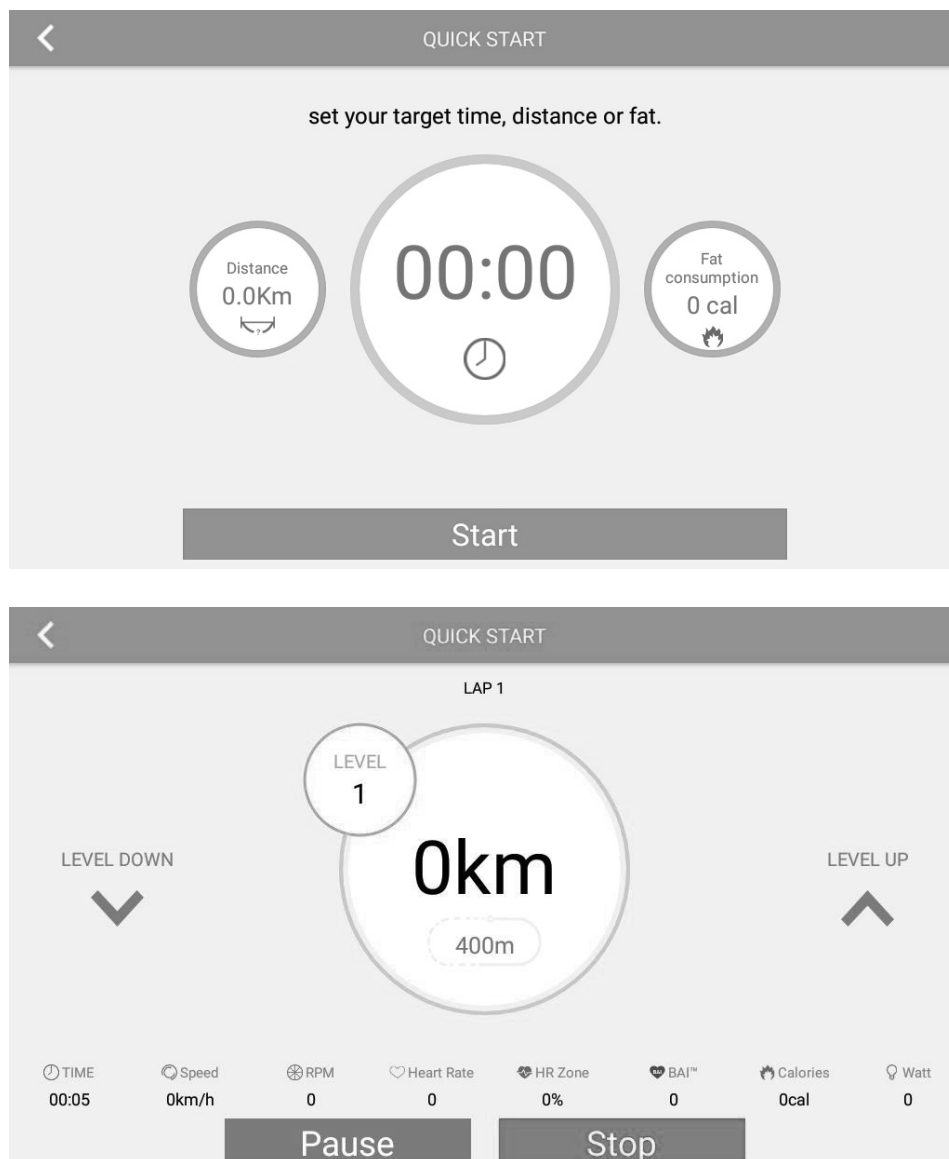 QUICK START
set your target time, distance or fat.
Distance
0.0Km
?
00:00
Fat
consumption
0 cal
Start
QUICK START
LAP 1
LEVEL
1
LEVEL DOWN
0km
400m
LEVEL UP
TIME Speed RPM Heart Rate HR Zone BAI™ Calories Watt
00:05 0km/h 0 0 0% 0 0cal 0
Pause Stop